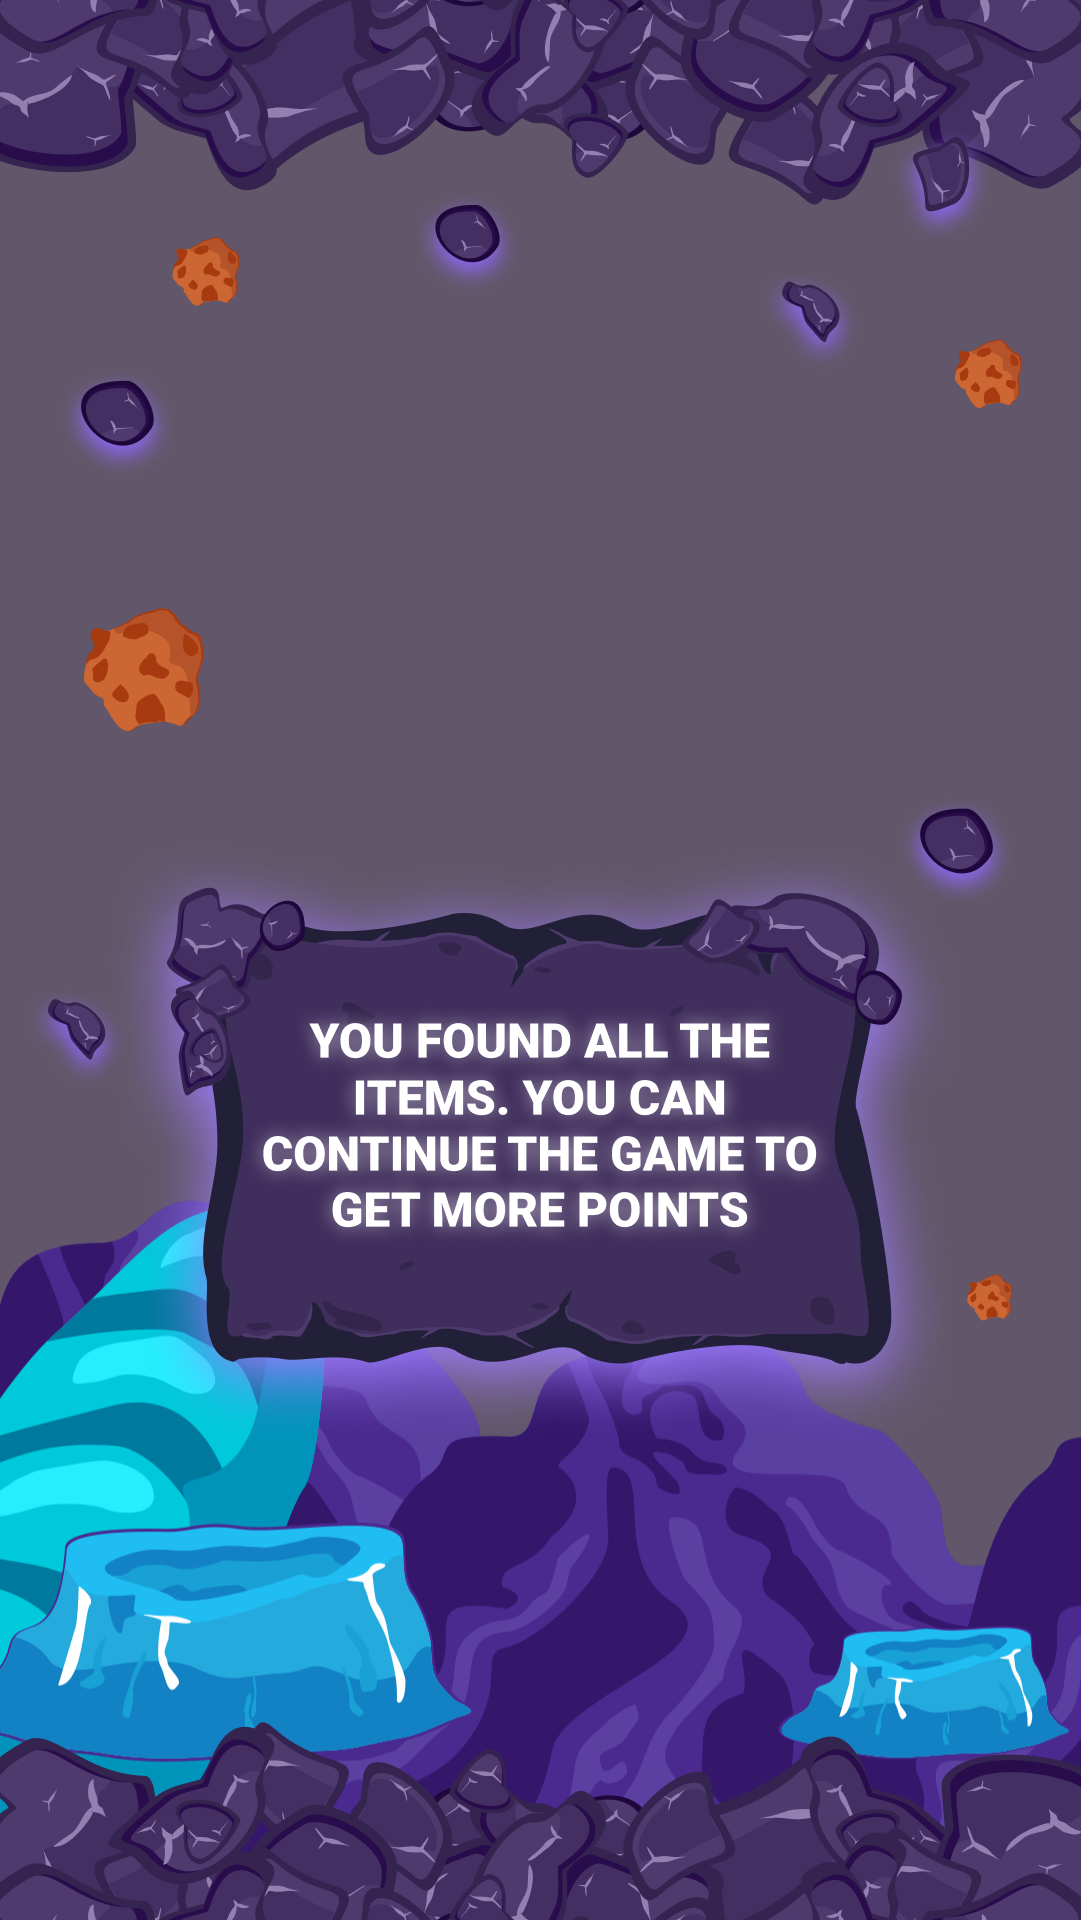 YOU FOUND ALL THE
ITEMS. YOU CAN
CONTINUE THE GAME TO
GET MORE POINTS